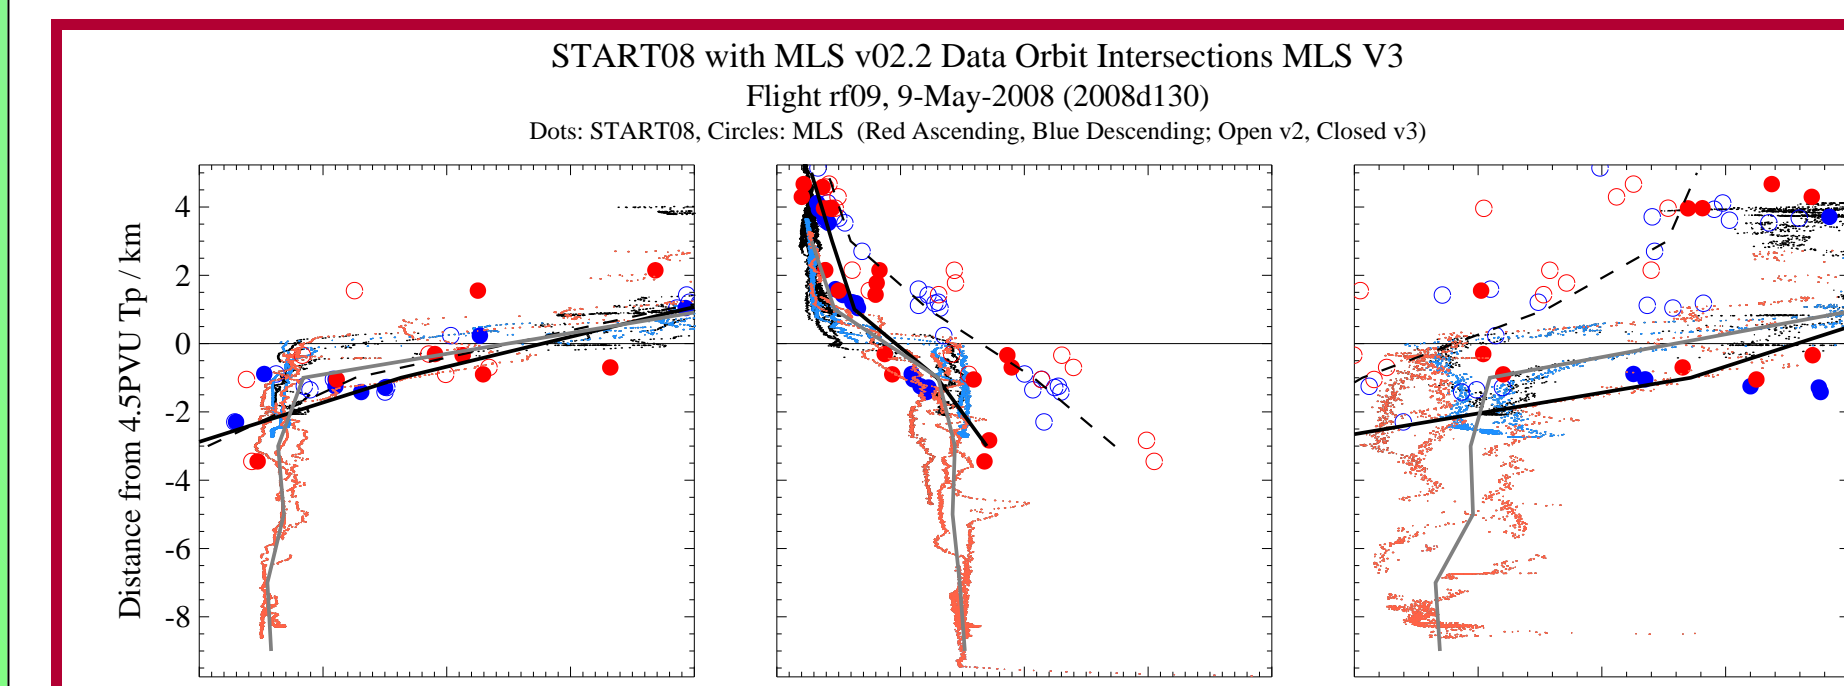 START08 with MLS v02.2 Data Orbit Intersections MLS V3
Flight rf09, 9-May-2008 (2008d130)
Dots: START08, Circles: MLS (Red Ascending, Blue Descending; Open v2, Closed v3)
Distance from 4.5PVU Tp / km
4
2
0
-2
-4
-6
-8